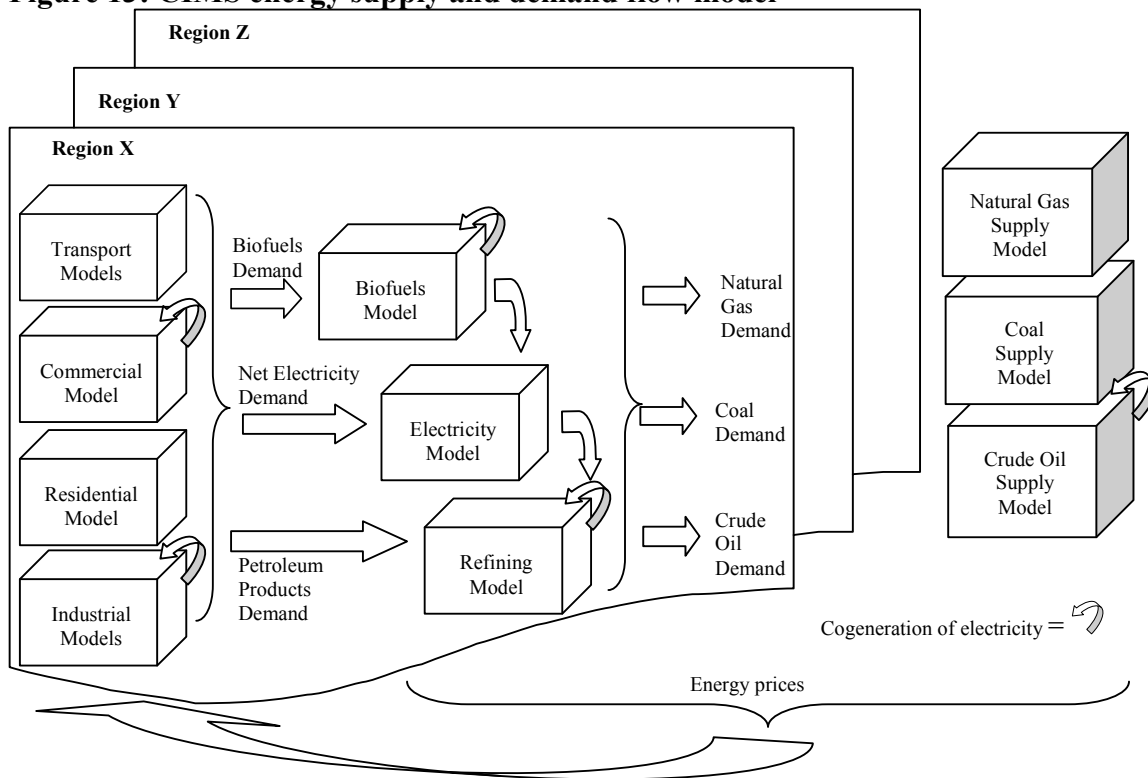 Figure 13: CIMS energy supply and demand flow model
Region Z
Region Y
Region X
Transport
Models
Commercial
Model
Residential
Model
Industrial
Models
Biofuels
Demand
Net Electricity
Demand
Petroleum
Products
Demand
Biofuels
Model
Electricity
Model
Refining
Model
Natural
Gas
Demand
Coal
Demand
Crude
Oil
Demand
Natural Gas
Supply
Model
Coal
Supply
Model
Crude Oil
Supply
Model
Cogeneration of electricity =
Energy prices